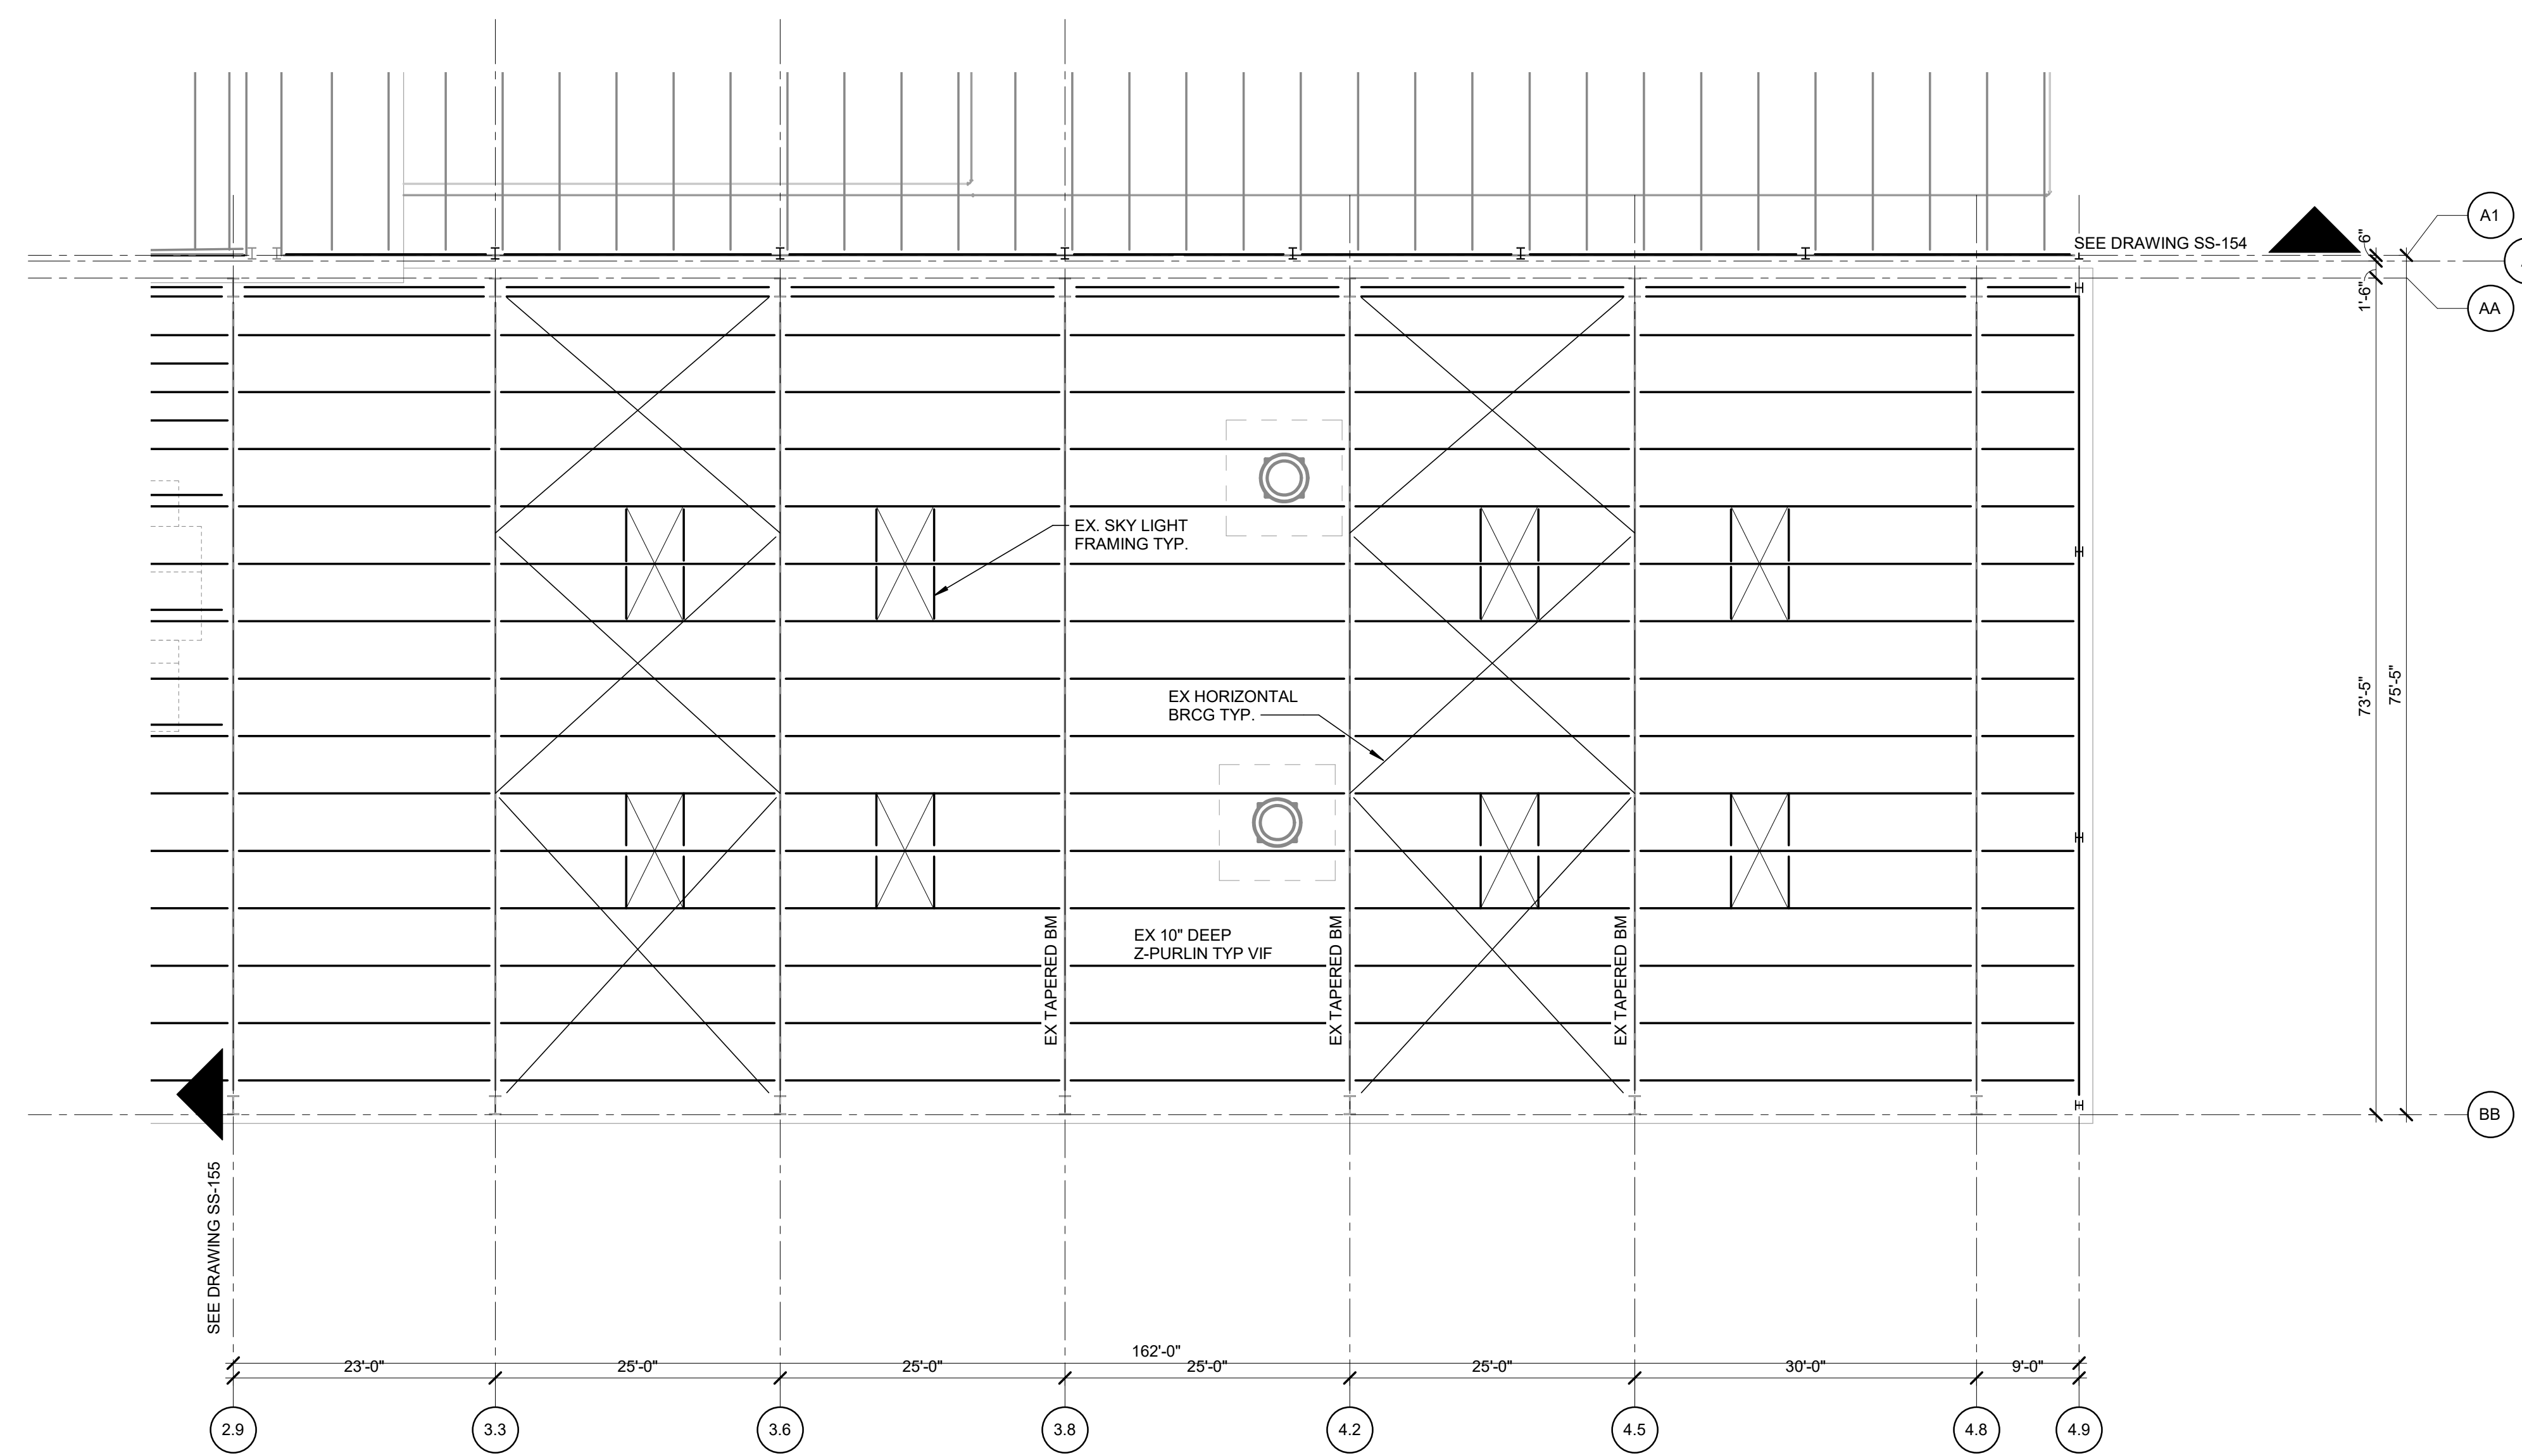 A1
SEE DRAWING SS-154
6"
1'-6"
AA
EX. SKY LIGHT
FRAMING TYP.
EX HORIZONTAL
BRCG TYP.
73'-5"
75'-5"
EX TAPERED BM
EX 10" DEEP
Z-PURLIN TYP VIF
EX TAPERED BM
EX TAPERED BM
BB
SEE DRAWING SS-155
162'-0"
23'-0"
25'-0"
25'-0"
25'-0"
25'-0"
30'-0"
9'-0"
2.9
3.3
3.6
3.8
4.2
4.5
4.8
4.9